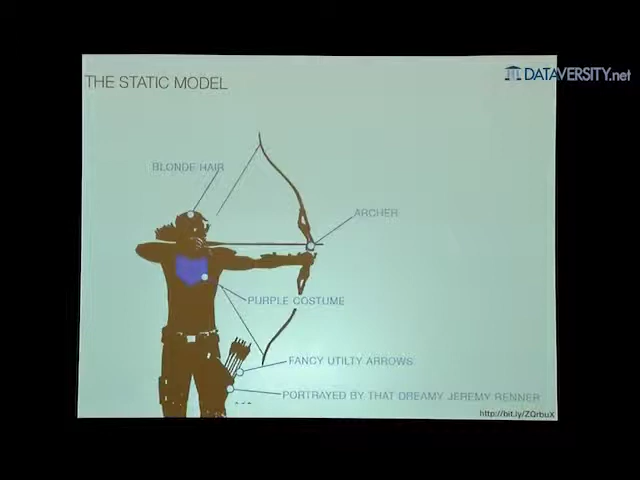 THE STATIC MODEL
DATAVERSITY.net
BLONDE HAIR
ARCHER
PURPLE COSTUME
FANCY UTILTY ARROWS
PORTRAYED BY THAT DREAMY JEREMY RENNER
http://bit.ly/ZQrbuX